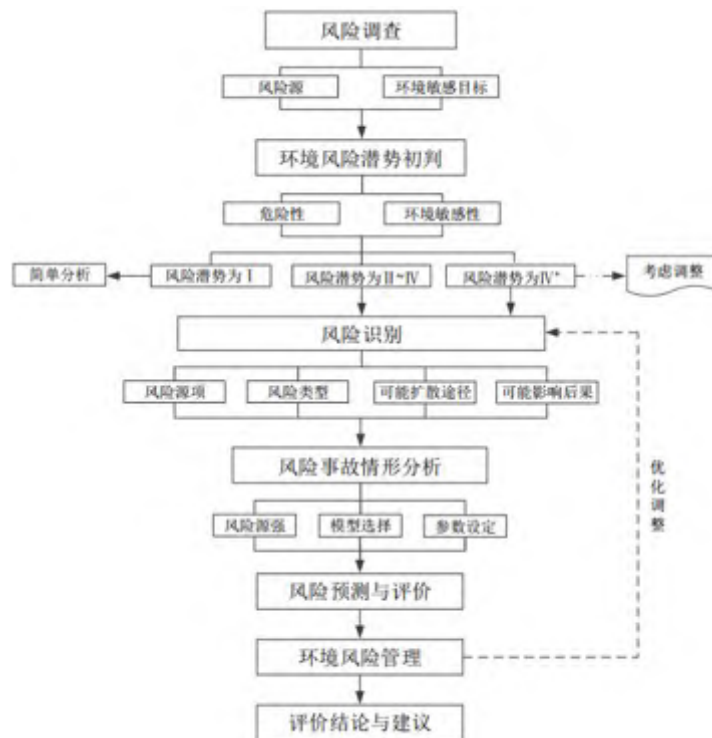 风险调查
风险源
环境敏感目标
环境风险潜势初判
危险性
环境敏感性
简单分析
风险潜势为Ⅰ
风险潜势为Ⅱ~Ⅳ
风险潜势为Ⅳ+
考虑调整
风险识别
风险源项
风险类型
可能扩散途径
可能影响后果
风险事故情形分析
优化调整
风险源强
模型选择
参数设定
风险预测与评价
环境风险管理
评价结论与建议